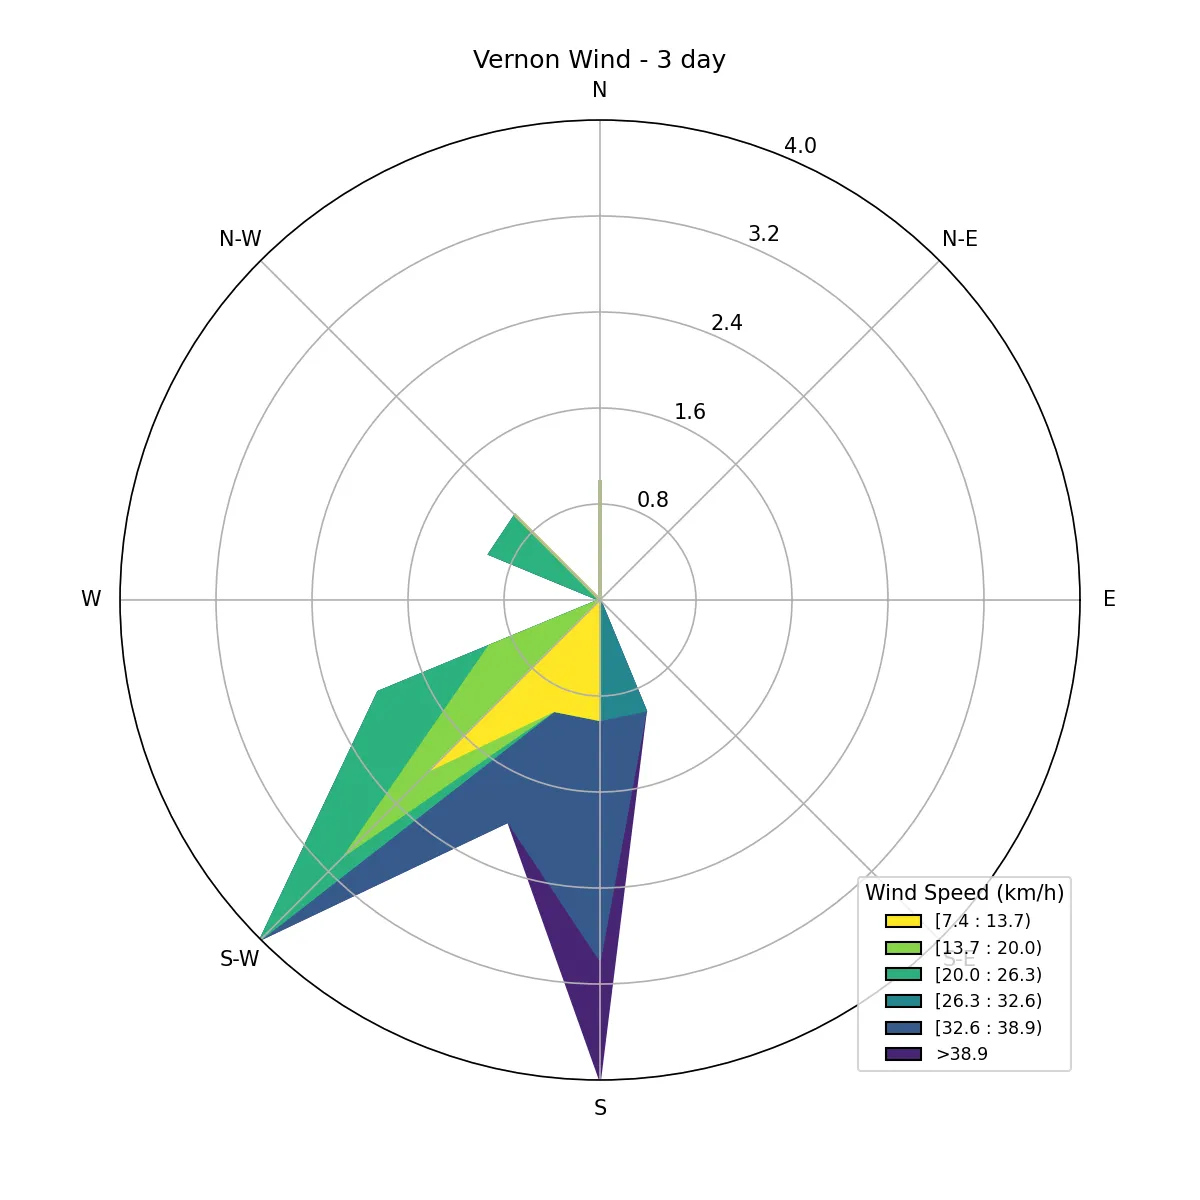 Vernon Wind - 3 day
N
4.0
N-W
3.2
N-E
2.4
1.6
0.8
W
E
S-W
S-E
S
Wind Speed (km/h)
[7.4 : 13.7)
[13.7 : 20.0)
[20.0 : 26.3)
[26.3 : 32.6)
[32.6 : 38.9)
>38.9